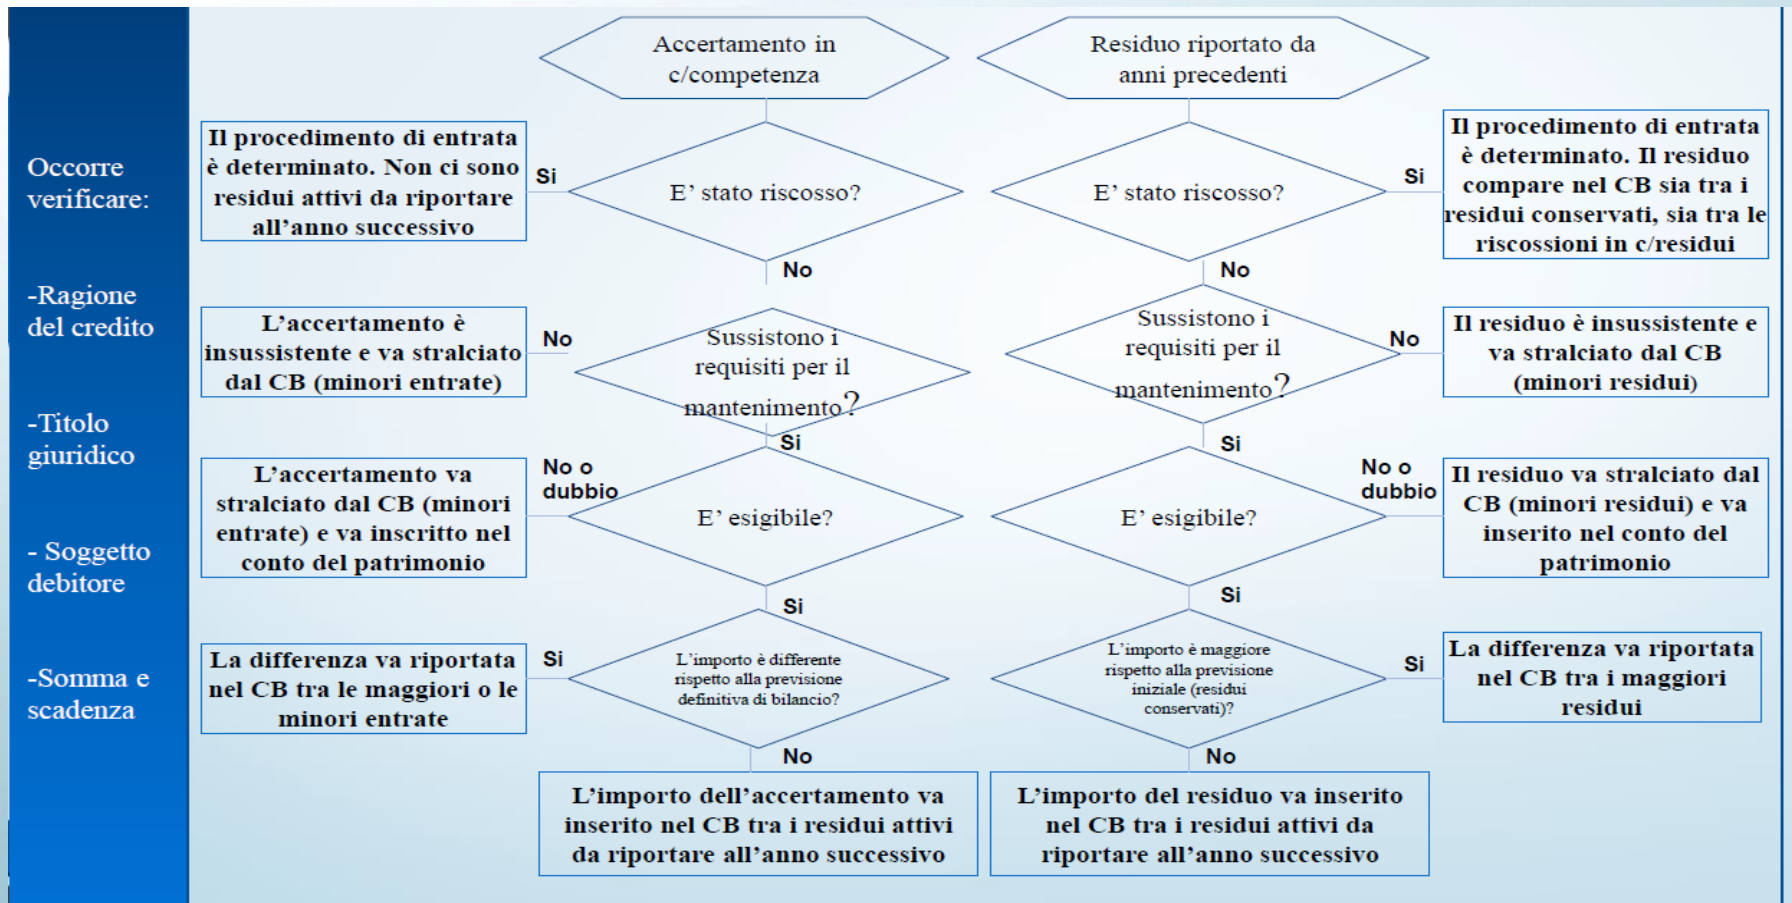 Occorre
verificare:
-Ragione
del credito
-Titolo
giuridico
- Soggetto
debitore
-Somma e
scadenza
Accertamento in
c/competenza
Residuo riportato da
anni precedenti
Il procedimento di entrata
è determinato. Non ci sono
residui attivi da riportare
all’anno successivo
Si
E’ stato riscosso?
E’ stato riscosso?
Si
Il procedimento di entrata
è determinato. Il residuo
compare nel CB sia tra i
residui conservati, sia tra le
riscossioni in c/residui
No
No
L’accertamento è
insussistente e va stralciato
dal CB (minori entrate)
No
Sussistono i
requisiti per il
mantenimento?
Sussistono i
requisiti per il
mantenimento?
No
Il residuo è insussistente e
va stralciato dal CB
(minori residui)
Si
Si
L’accertamento va
stralciato dal CB (minori
entrate) e va inscritto nel
conto del patrimonio
No o
dubbio
E’ esigibile?
E’ esigibile?
No o
dubbio
Il residuo va stralciato dal
CB (minori residui) e va
inserito nel conto del
patrimonio
Si
Si
La differenza va riportata
nel CB tra le maggiori o le
minori entrate
Si
L’importo è differente
rispetto alla previsione
definitiva di bilancio?
L’importo è maggiore
rispetto alla previsione
iniziale (residui
conservati)?
Si
La differenza va riportata
nel CB tra i maggiori
residui
No
No
L’importo dell’accertamento va
inserito nel CB tra i residui attivi
da riportare all’anno successivo
L’importo del residuo va inserito
nel CB tra i residui attivi da
riportare all’anno successivo